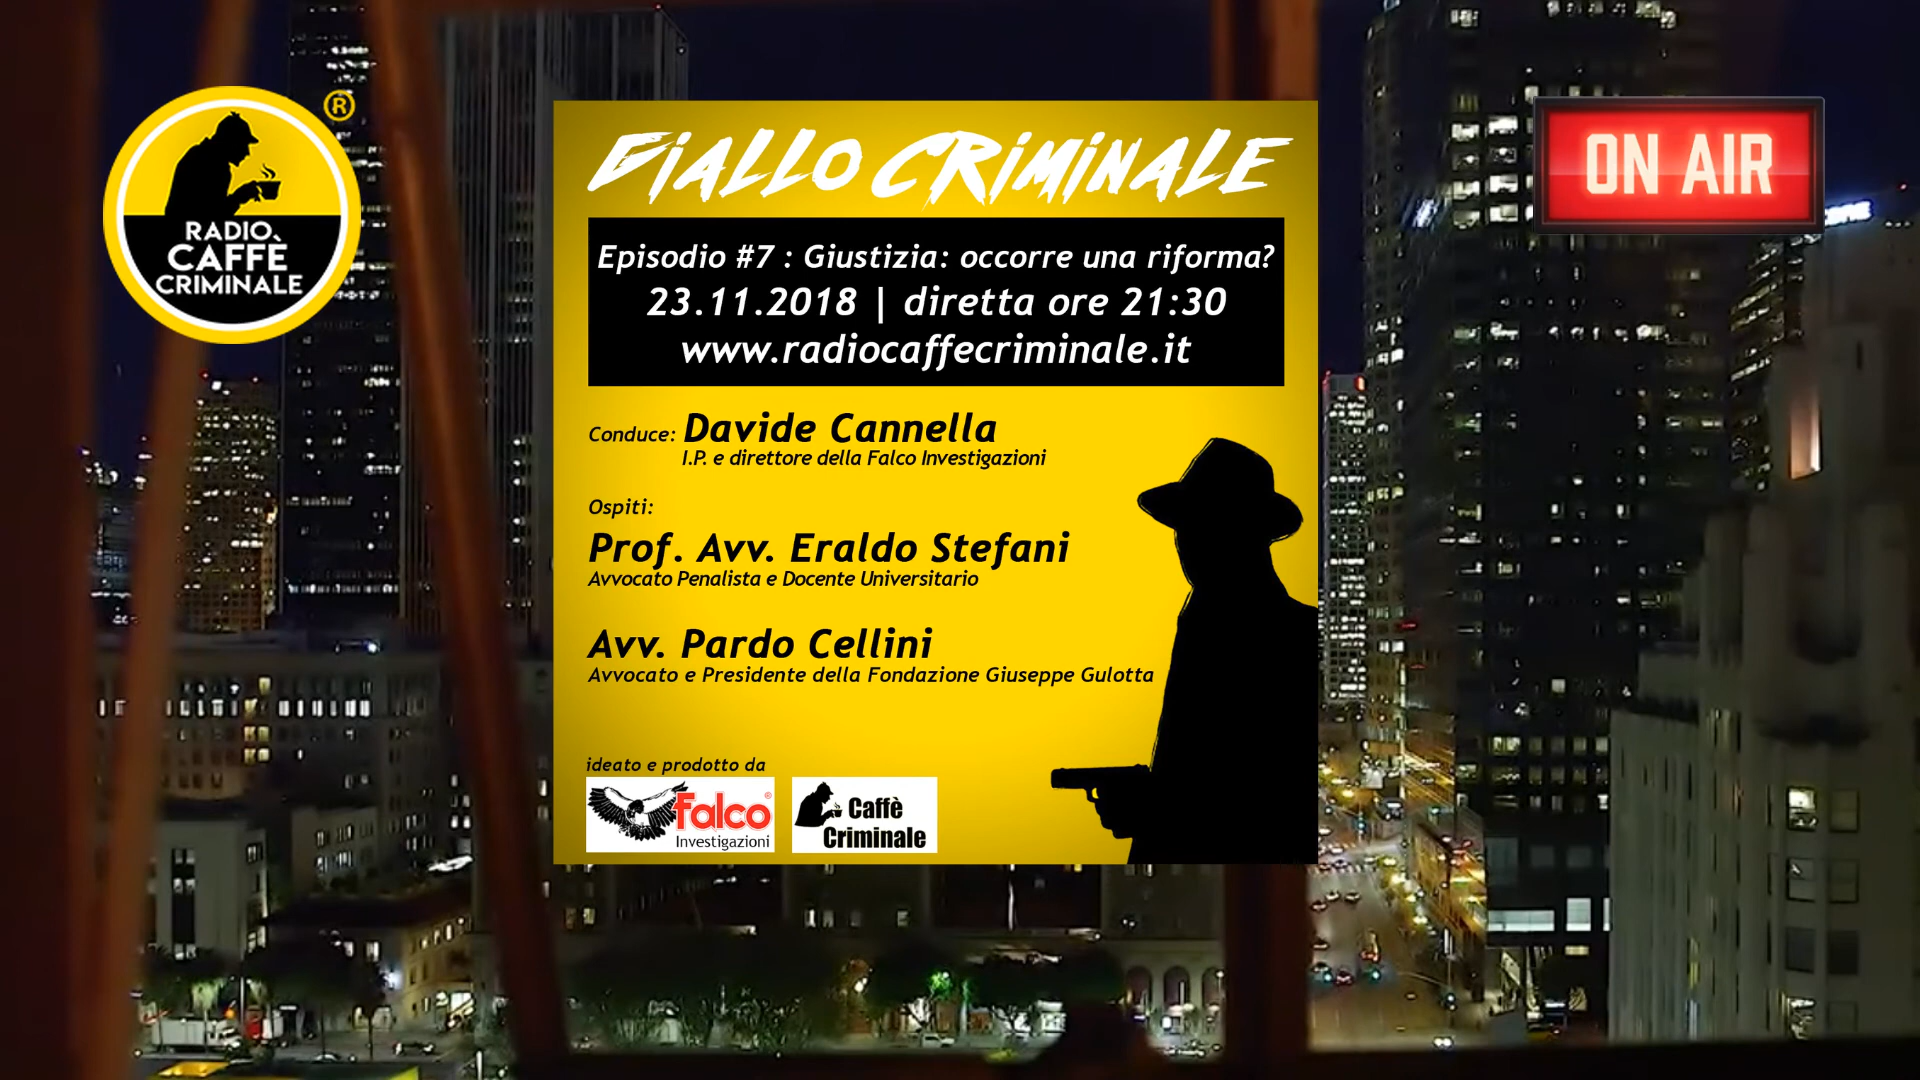 ®
RADIO
CAFFÈ
CRIMINALE
GIALLO CRIMINALE
ON AIR
Episodio #7 : Giustizia: occorre una riforma?
23.11.2018 | diretta ore 21:30
www.radiocaffecriminale.it
Conduce: Davide Cannella
I.P. e direttore della Falco Investigazioni
Ospiti:
Prof. Avv. Eraldo Stefani
Avvocato Penalista e Docente Universitario
Avv. Pardo Cellini
Avvocato e Presidente della Fondazione Giuseppe Gulotta
ideato e prodotto da
Falco®
Investigazioni
Caffè
Criminale